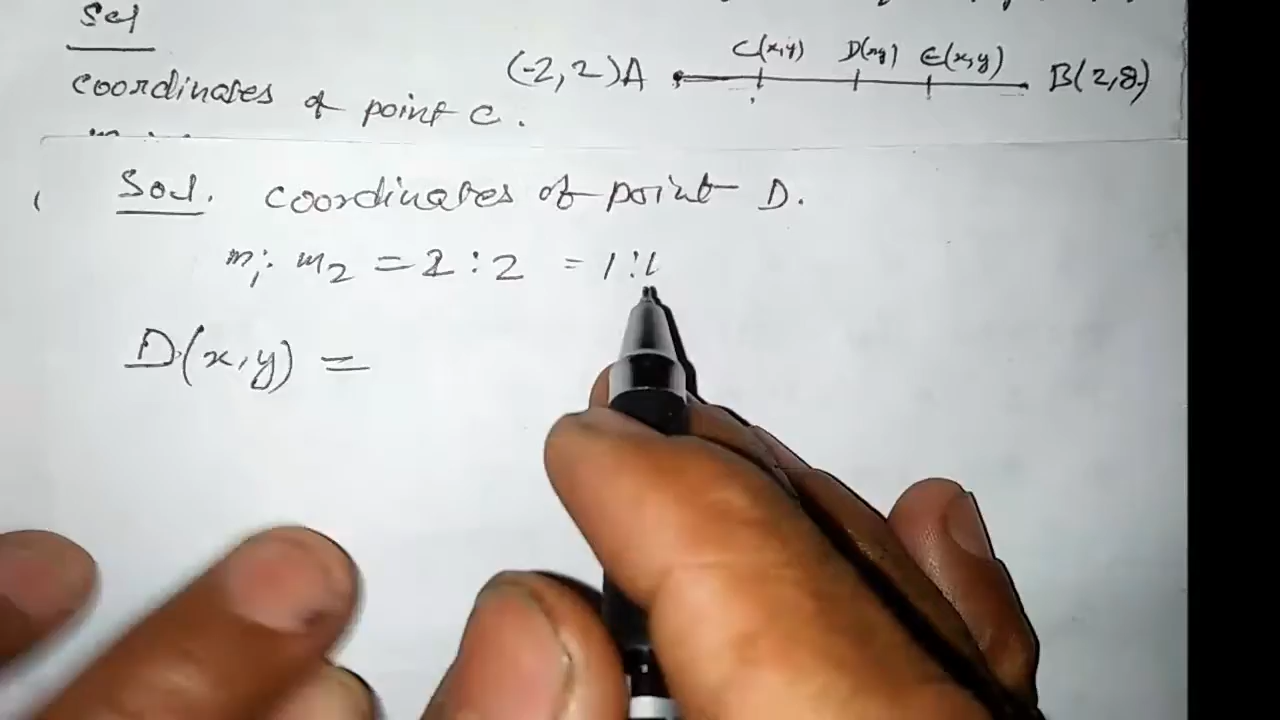 Sol
C(x,y) D(x,y) E(x,y)
(-2,2)A B(2,8)
coordinates of point C.
Sol. coordinates of point D.
m₁: m₂ = 2 : 2 = 1:1
D(x,y) =